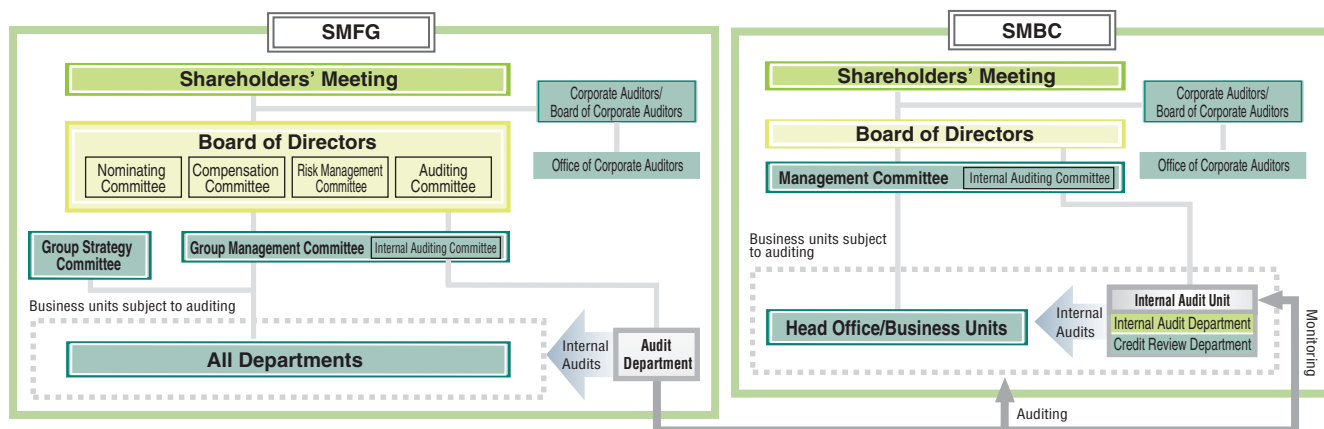 SMFG
Shareholders' Meeting
Corporate Auditors/
Board of Corporate Auditors
Board of Directors
Nominating
Committee
Compensation
Committee
Risk Management
Committee
Auditing
Committee
Office of Corporate Auditors
Group Strategy
Committee
Group Management Committee
Internal Auditing Committee
Business units subject to auditing
All Departments
Internal
Audits
Audit
Department
SMBC
Shareholders' Meeting
Corporate Auditors/
Board of Corporate Auditors
Board of Directors
Office of Corporate Auditors
Management Committee
Internal Auditing Committee
Business units subject
to auditing
Head Office/Business Units
Internal
Audits
Internal Audit Unit
Internal Audit Department
Credit Review Department
Monitoring
Auditing